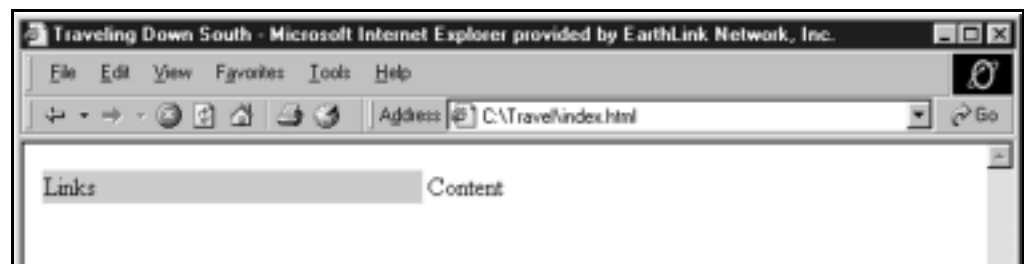 Traveling Down South - Microsoft Internet Explorer provided by EarthLink Network, Inc.
File Edit View Favorites Tools Help
Address C:\Travel\index.html Go
Links Content